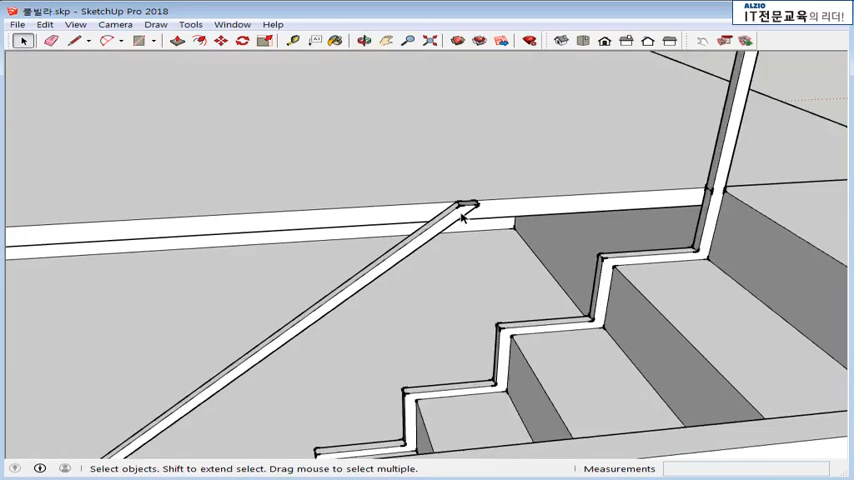 풀빌라.skp - SketchUp Pro 2018
File Edit View Camera Draw Tools Window Help
ALZIO
IT전문교육의 리더!
A1
Select objects. Shift to extend select. Drag mouse to select multiple.
Measurements